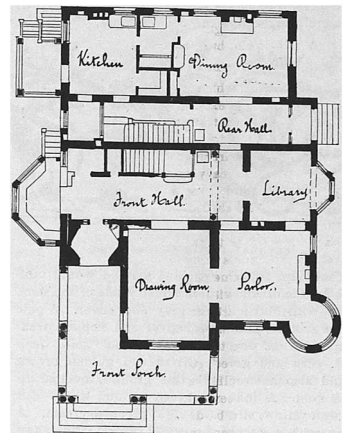 Kitchen
Dining Room
Rear Hall.
Front Hall.
Library
Drawing Room
Parlor.
Front Porch.